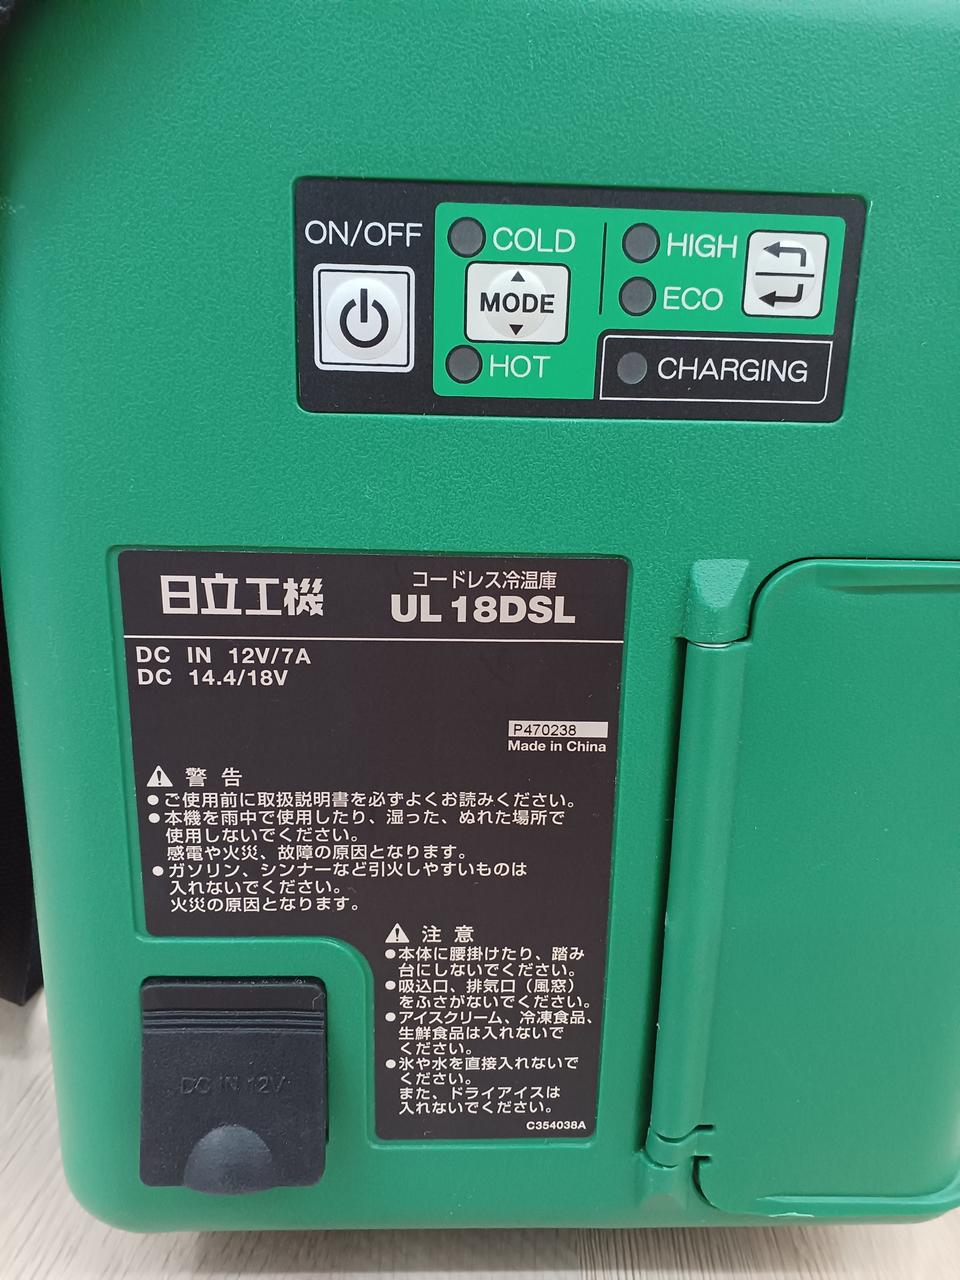 ON/OFF
COLD
MODE
HOT
HIGH
ECO
CHARGING
日立工機
コードレス冷温庫
UL 18DSL
DC IN 12V/7A
DC 14.4/18V
P470238
Made in China
警告
●ご使用前に取扱説明書を必ずよくお読みください。
●本機を雨中で使用したり、湿った、ぬれた場所で
使用しないでください。
感電や火災、故障の原因となります。
●ガソリン、シンナーなど引火しやすいものは
入れないでください。
火災の原因となります。
注意
●本体に腰掛けたり、踏み
台にしないでください。
●吸込口、排気口（風窓）
をふさがないでください。
●アイスクリーム、冷凍食品、
生鮮食品は入れないで
ください。
●氷や水を直接入れないで
ください。
また、ドライアイスは
入れないでください。
C354038A
DC IN 12V